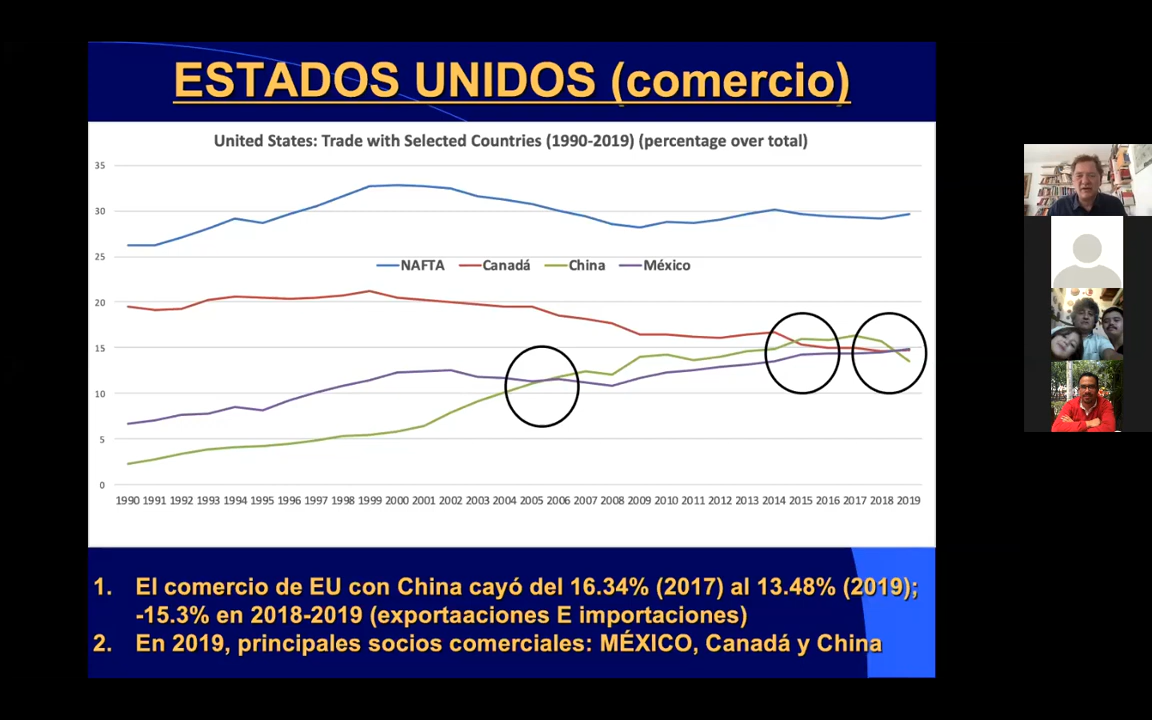 ESTADOS UNIDOS (comercio)
United States: Trade with Selected Countries (1990-2019) (percentage over total)
35
30
25
NAFTA Canadá China México
20
15
10
5
0
1990 1991 1992 1993 1994 1995 1996 1997 1998 1999 2000 2001 2002 2003 2004 2005 2006 2007 2008 2009 2010 2011 2012 2013 2014 2015 2016 2017 2018 2019
1. El comercio de EU con China cayó del 16.34% (2017) al 13.48% (2019);
-15.3% en 2018-2019 (exportaaciones E importaciones)
2. En 2019, principales socios comerciales: MÉXICO, Canadá y China